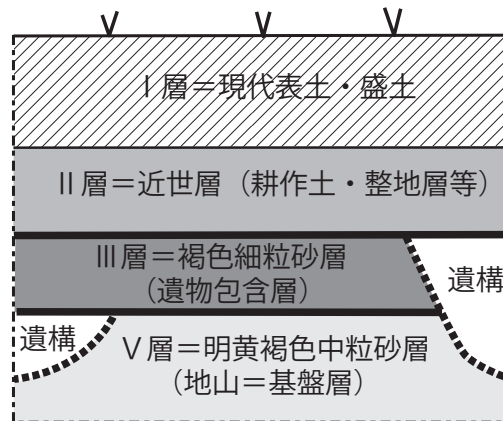 Ⅰ層＝現代表土・盛土
Ⅱ層＝近世層（耕作土・整地層等）
Ⅲ層＝褐色細粒砂層
（遺物包含層）
遺構
遺構
Ⅴ層＝明黄褐色中粒砂層
（地山＝基盤層）